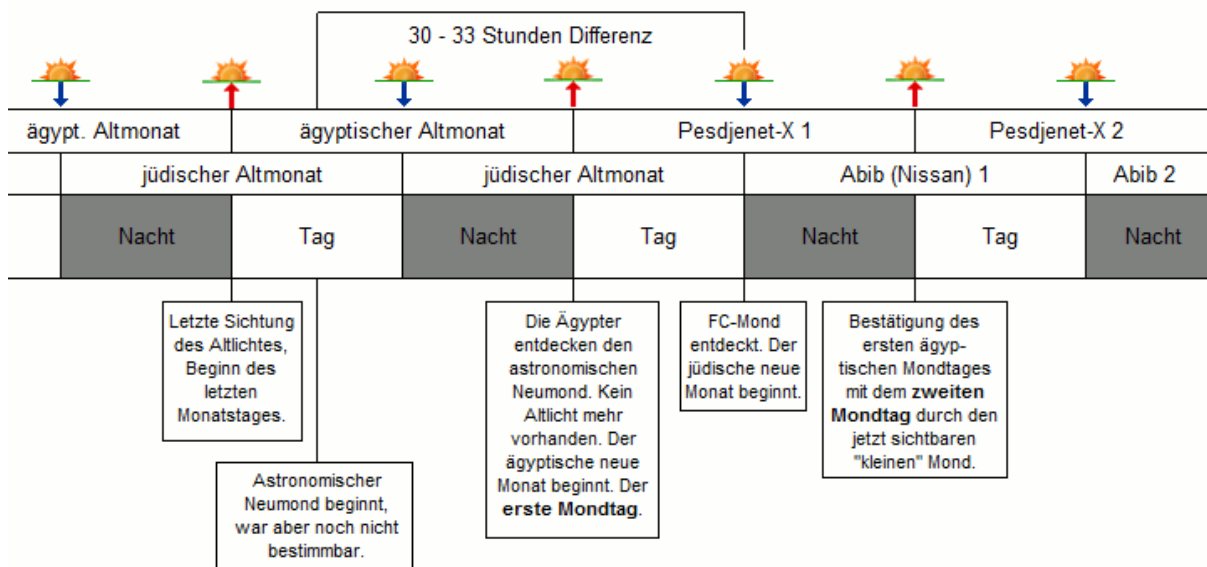 30 - 33 Stunden Differenz
ägypt. Altmonat
ägyptischer Altmonat
Pesdjenet-X 1
Pesdjenet-X 2
jüdischer Altmonat
jüdischer Altmonat
Abib (Nissan) 1
Abib 2
Nacht
Tag
Nacht
Tag
Nacht
Tag
Nacht
Letzte Sichtung
des Altlichtes,
Beginn des
letzten
Monatstages.
Astronomischer
Neumond beginnt,
war aber noch nicht
bestimmbar.
Die Ägypter
entdecken den
astronomischen
Neumond. Kein
Altlicht mehr
vorhanden. Der
ägyptische neue
Monat beginnt. Der
erste Mondtag.
FC-Mond
entdeckt. Der
jüdische neue
Monat beginnt.
Bestätigung des
ersten ägyp-
tischen Mondtages
mit dem zweiten
Mondtag durch den
jetzt sichtbaren
"kleinen" Mond.